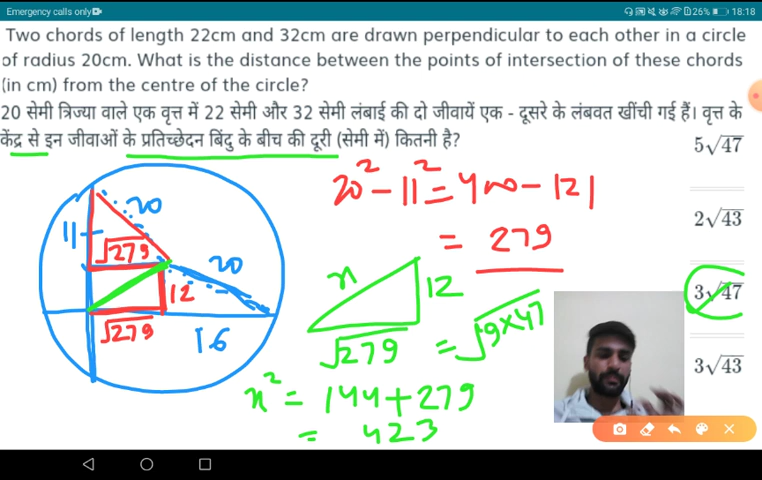 Emergency calls only
26% 18:18
Two chords of length 22cm and 32cm are drawn perpendicular to each other in a circle
of radius 20cm. What is the distance between the points of intersection of these chords
(in cm) from the centre of the circle?
20 सेमी त्रिज्या वाले एक वृत्त में 22 सेमी और 32 सेमी लंबाई की दो जीवायें एक - दूसरे के लंबवत खींची गई हैं। वृत्त के
केंद्र से इन जीवाओं के प्रतिच्छेदन बिंदु के बीच की दूरी (सेमी में) कितनी है?
5√47
2√43
3√47
3√43
20² - 11² = 400 - 121
= 279
11
20
√279
20
12
√279
16
x
12
√279
= √9×47
x² = 144 + 279
= 423